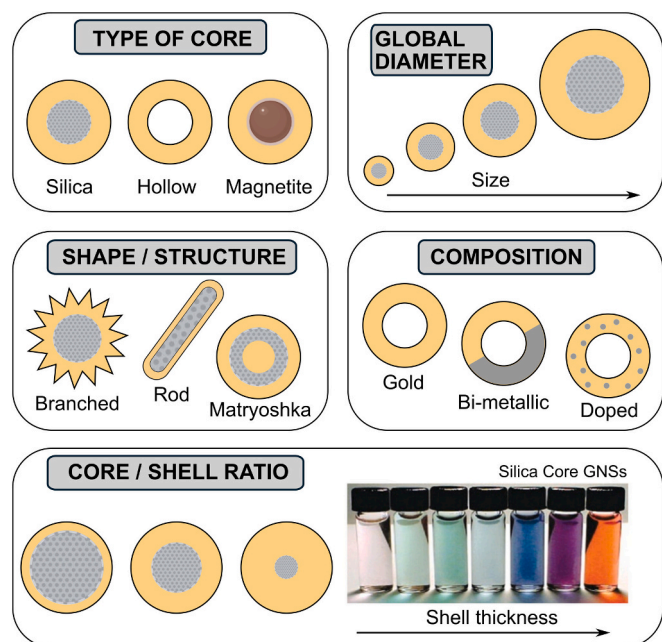 TYPE OF CORE
Silica
Hollow
Magnetite
GLOBAL
DIAMETER
Size
SHAPE / STRUCTURE
Branched
Rod
Matryoshka
COMPOSITION
Gold
Bi-metallic
Doped
CORE / SHELL RATIO
Silica Core GNSs
Shell thickness